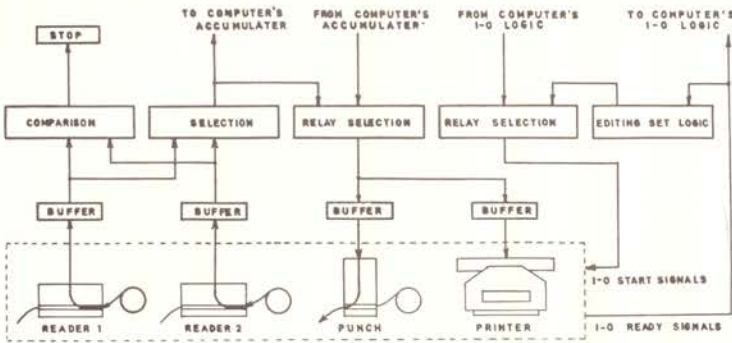 TO COMPUTER'S
ACCUMULATER
FROM COMPUTER'S
ACCUMULATER
FROM COMPUTER'S
I-O LOGIC
TO COMPUTER'S
I-O LOGIC
STOP
COMPARISON
SELECTION
RELAY SELECTION
RELAY SELECTION
EDITING SET LOGIC
BUFFER
BUFFER
BUFFER
BUFFER
I-O START SIGNALS
READER 1
READER 2
PUNCH
PRINTER
I-O READY SIGNALS